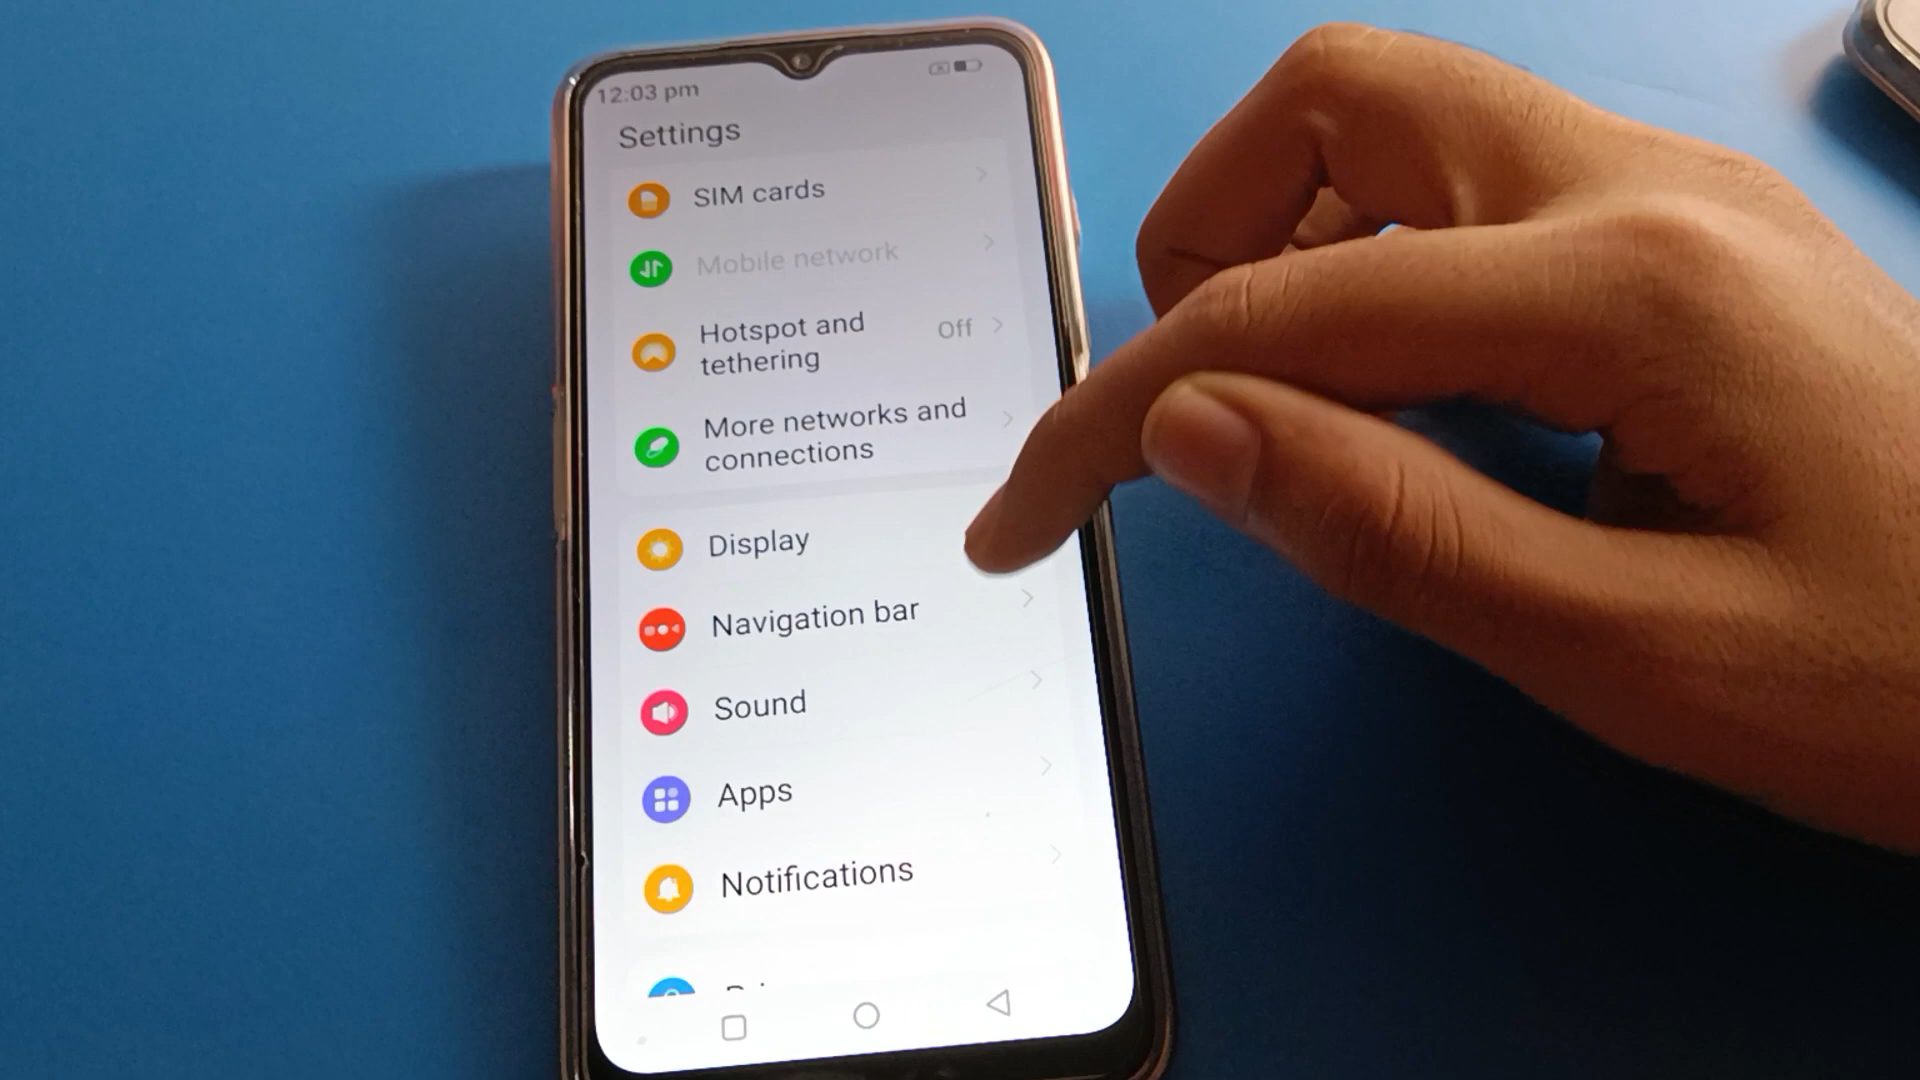 12:03 pm
Settings
SIM cards
Mobile network
Hotspot and
tethering
Off
More networks and
connections
Display
Navigation bar
Sound
Apps
Notifications